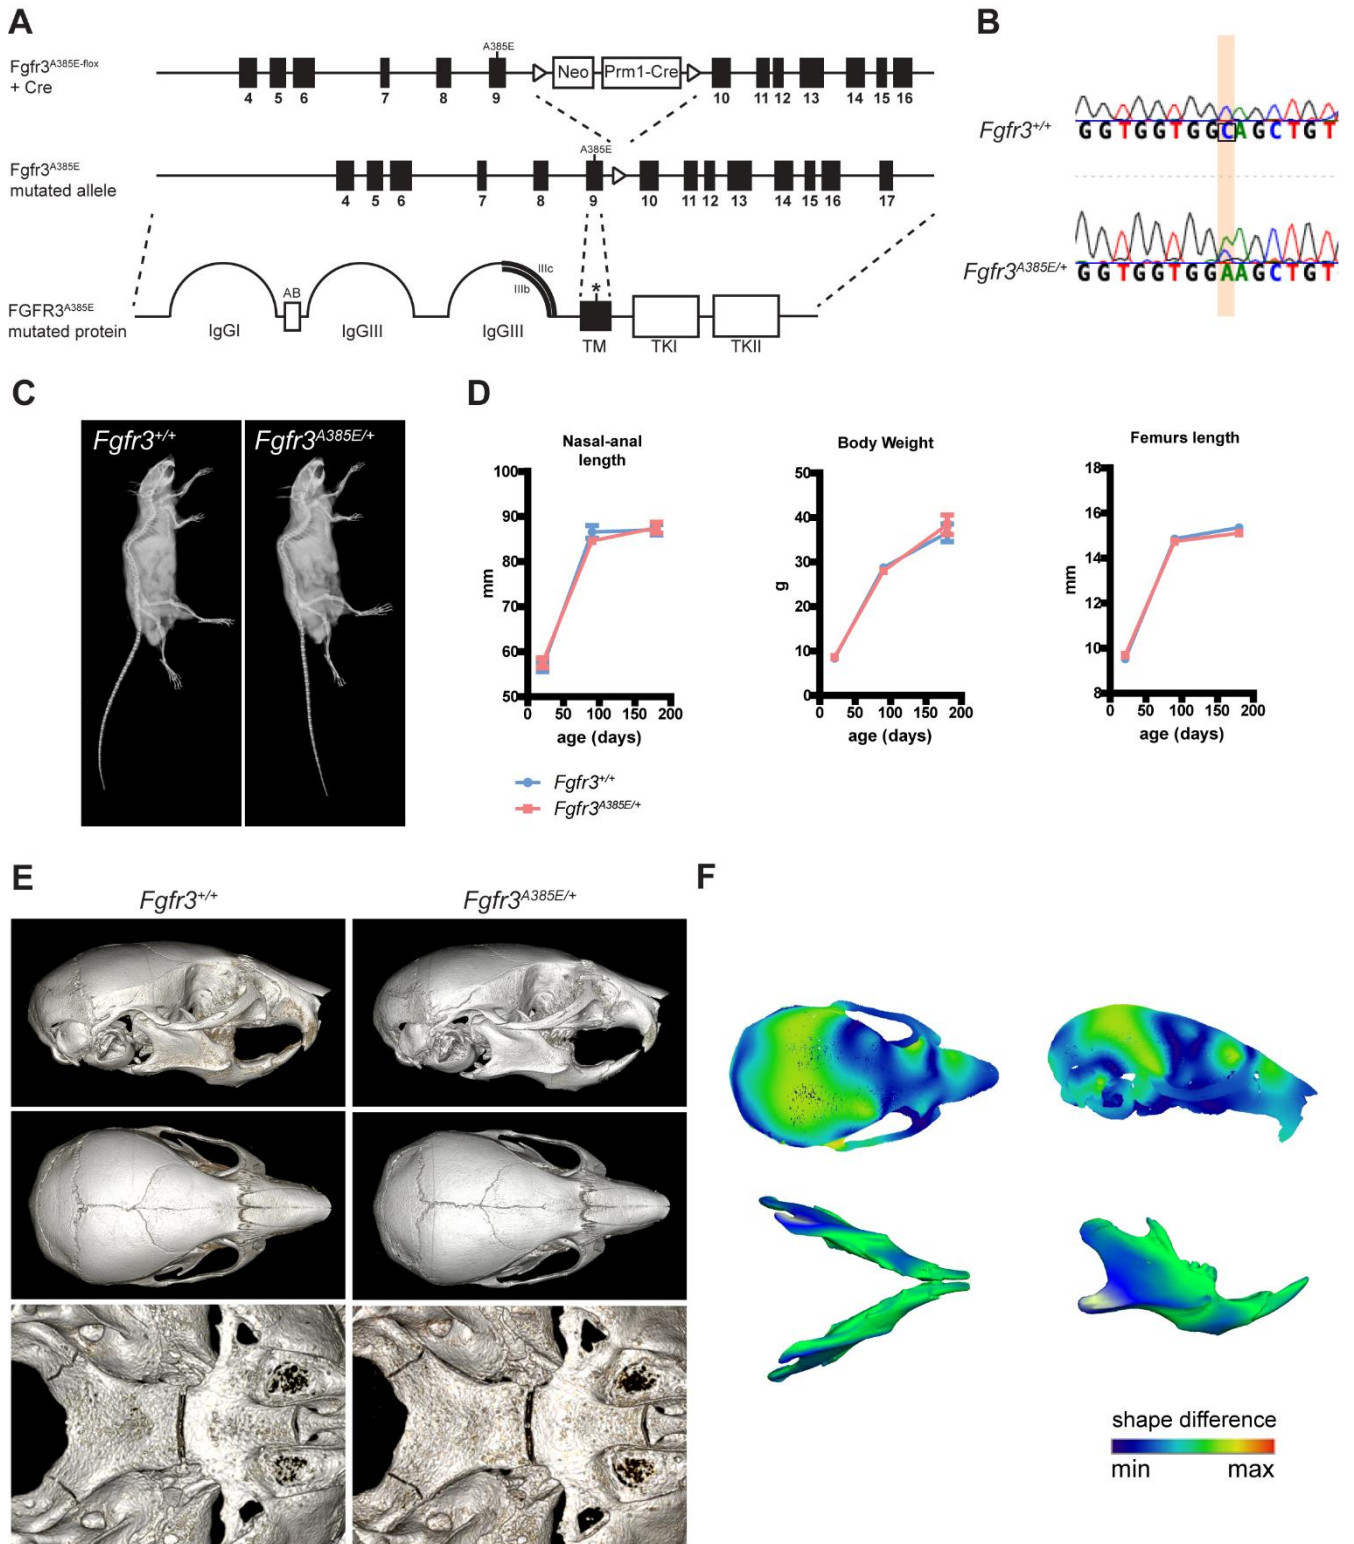 A
B
Fgfr3A385E-flox
+ Cre
A385E
Neo
Prm1-Cre
4 5 6 7 8 9 10 11 12 13 14 15 16
Fgfr3A385E
mutated allele
A385E
4 5 6 7 8 9 10 11 12 13 14 15 16 17
FGFR3A385E
mutated protein
IgGI
AB
IgGIII
IgGIII
IIIc
IIIb
*
TM
TKI
TKII
Fgfr3+/+
GGTGGTGGCAGCTGT
Fgfr3A385E/+
GGTGGTGGAAGCTGT
C
Fgfr3+/+
Fgfr3A385E/+
D
Nasal-anal
length
100
90
80
70
60
50
mm
0 50 100 150 200
age (days)
Body Weight
50
40
30
20
10
0
g
0 50 100 150 200
age (days)
Femurs length
18
16
14
12
10
8
mm
0 50 100 150 200
age (days)
Fgfr3+/+
Fgfr3A385E/+
E
Fgfr3+/+
Fgfr3A385E/+
F
shape difference
min max